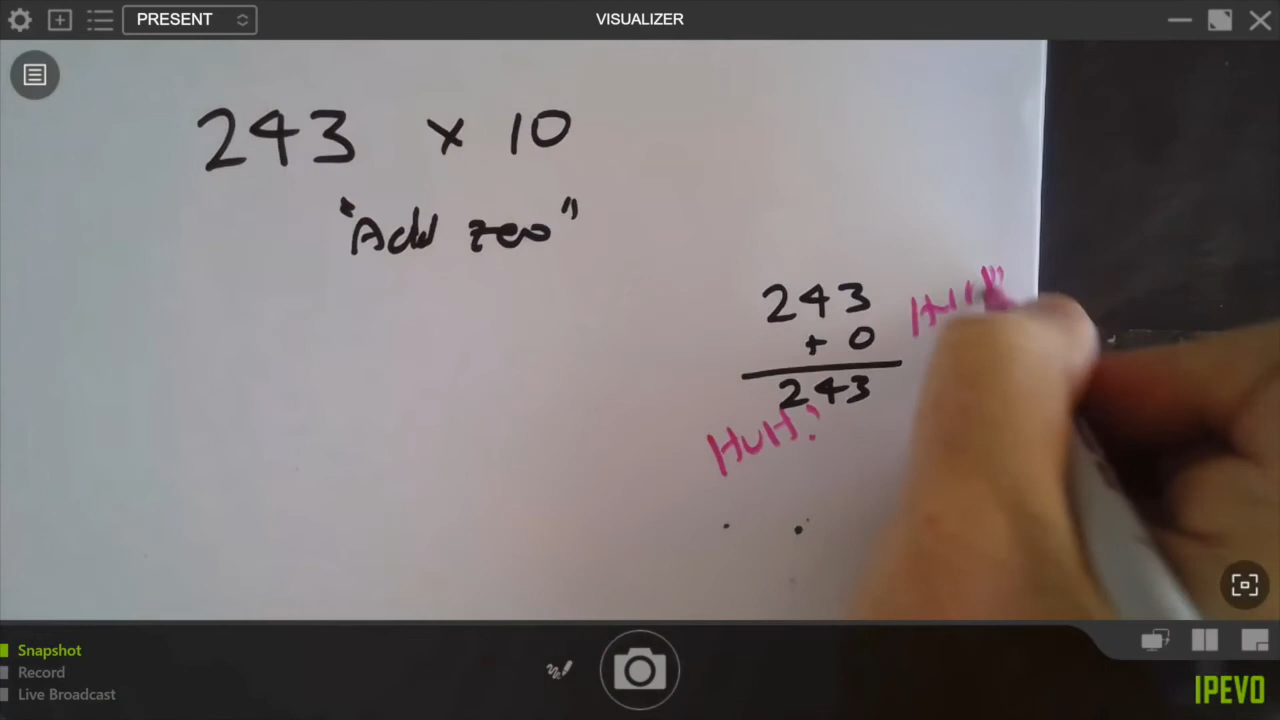 PRESENT
VISUALIZER
243 x 10
"Add zero"
243
+ 0
243
HUH?
Snapshot
Record
Live Broadcast
IPEVO